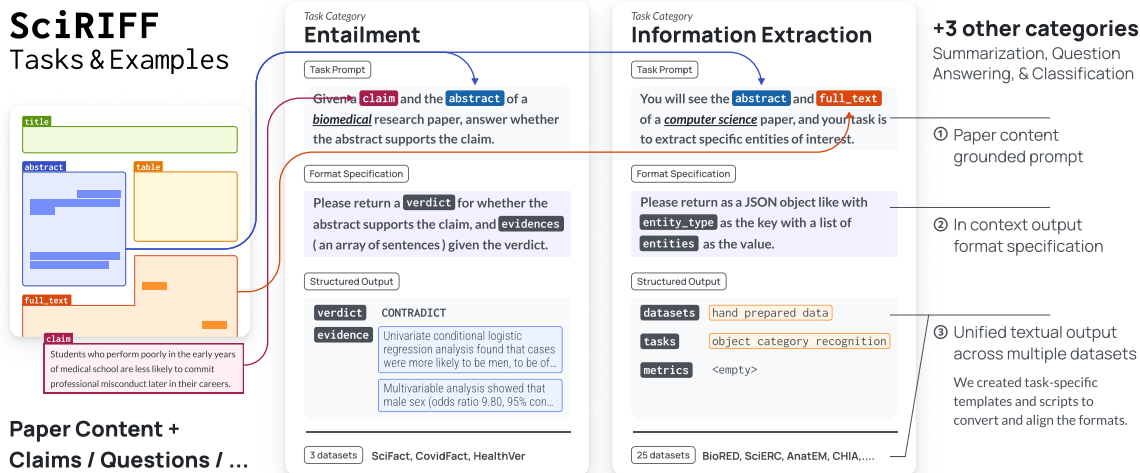 SciRIFF
Tasks & Examples
title
abstract
table
full_text
claim
Students who perform poorly in the early years
of medical school are less likely to commit
professional misconduct later in their careers.
Paper Content +
Claims / Questions / ...
Task Category
Entailment
Task Prompt
Given a claim and the abstract of a
biomedical research paper, answer whether
the abstract supports the claim.
Format Specification
Please return a verdict for whether the
abstract supports the claim, and evidences
( an array of sentences ) given the verdict.
Structured Output
verdict CONTRADICT
evidence
Univariate conditional logistic
regression analysis found that cases
were more likely to be men, to be of...
Multivariable analysis showed that
male sex (odds ratio 9.80, 95% con...
3 datasets SciFact, CovidFact, HealthVer
Task Category
Information Extraction
Task Prompt
You will see the abstract and full_text
of a computer science paper, and your task is
to extract specific entities of interest.
Format Specification
Please return as a JSON object like with
entity_type as the key with a list of
entities as the value.
Structured Output
datasets hand prepared data
tasks object category recognition
metrics <empty>
25 datasets BioRED, SciERC, AnatEM, CHIA,....
+3 other categories
Summarization, Question
Answering, & Classification
① Paper content
grounded prompt
② In context output
format specification
③ Unified textual output
across multiple datasets
We created task-specific
templates and scripts to
convert and align the formats.